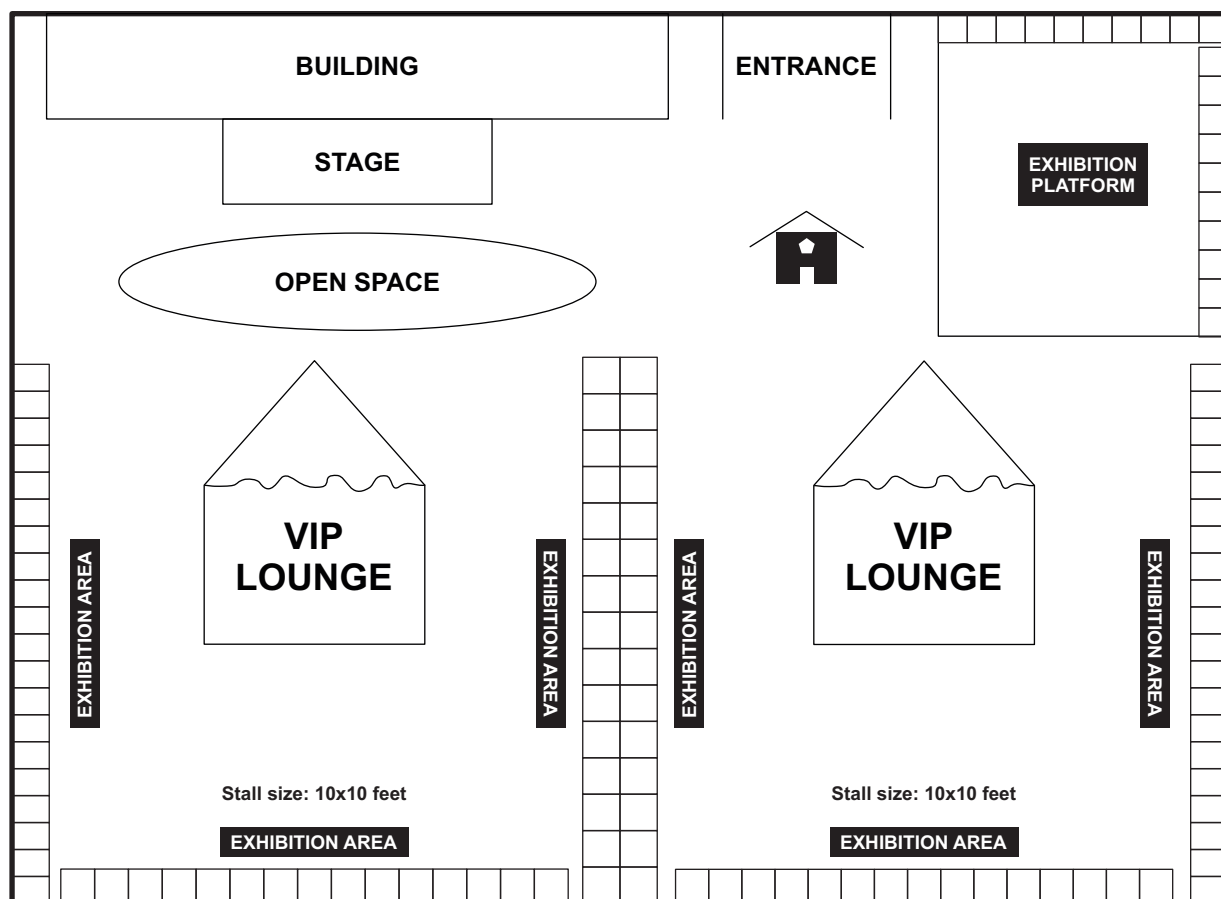 BUILDING
ENTRANCE
STAGE
EXHIBITION
PLATFORM
OPEN SPACE
VIP
LOUNGE
VIP
LOUNGE
EXHIBITION AREA
EXHIBITION AREA
EXHIBITION AREA
EXHIBITION AREA
Stall size: 10x10 feet
Stall size: 10x10 feet
EXHIBITION AREA
EXHIBITION AREA